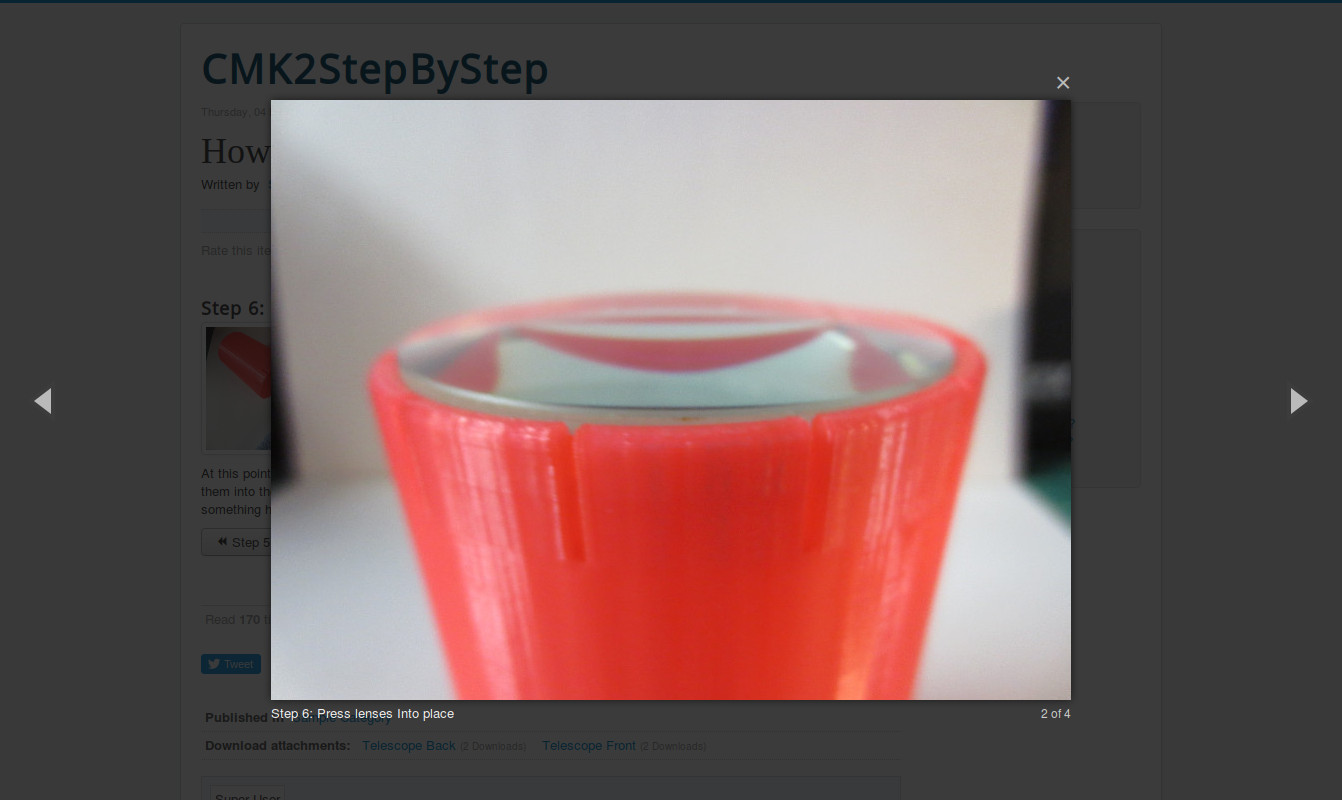 CMK2StepByStep
×
Thursday, 04
How
Written by
Rate this ite
Step 6:
At this point
them into th
something h
Step 5
Read 170
Tweet
Step 6: Press lenses Into place
2 of 4
Published
Download attachments: Telescope Back (2 Downloads) Telescope Front (2 Downloads)
Super User